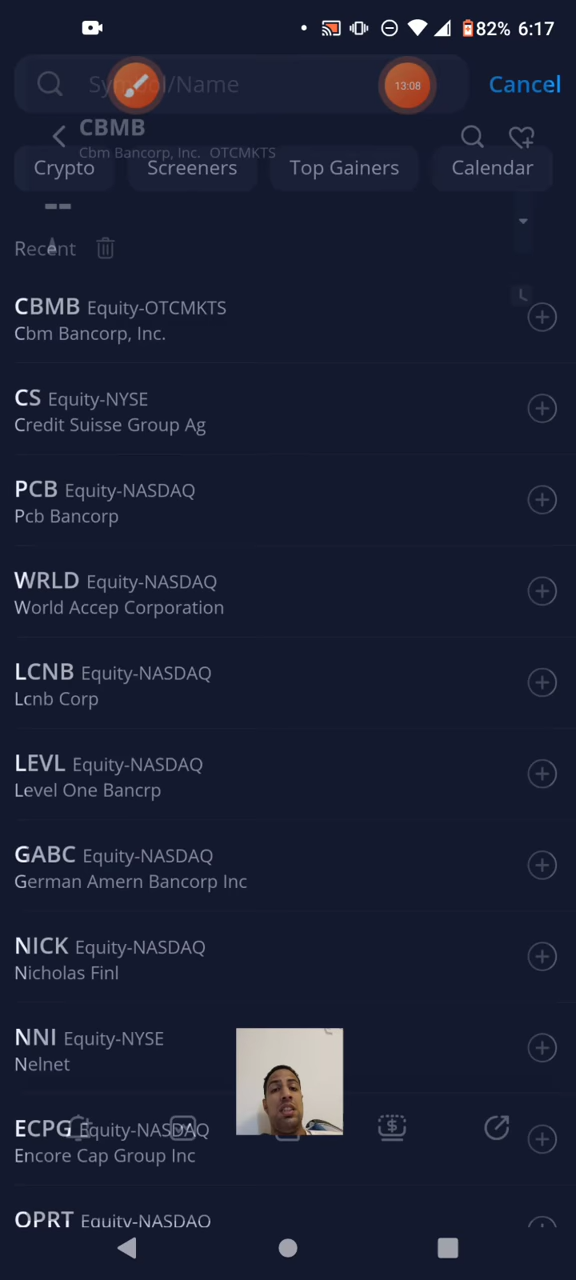 82% 6:17
Symbol/Name
13:08
Cancel
CBMB
Cbm Bancorp, Inc. OTCMKTS
Crypto
Screeners
Top Gainers
Calendar
--
Recent
CBMB Equity-OTCMKTS
Cbm Bancorp, Inc.
CS Equity-NYSE
Credit Suisse Group Ag
PCB Equity-NASDAQ
Pcb Bancorp
WRLD Equity-NASDAQ
World Accep Corporation
LCNB Equity-NASDAQ
Lcnb Corp
LEVL Equity-NASDAQ
Level One Bancrp
GABC Equity-NASDAQ
German Amern Bancorp Inc
NICK Equity-NASDAQ
Nicholas Finl
NNI Equity-NYSE
Nelnet
ECPG Equity-NASDAQ
Encore Cap Group Inc
OPRT Equity-NASDAQ